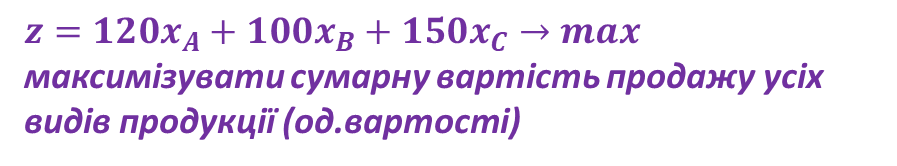 z = 120x_A + 100x_B + 150x_C → max
максимізувати сумарну вартість продажу усіх
видів продукції (од.вартості)